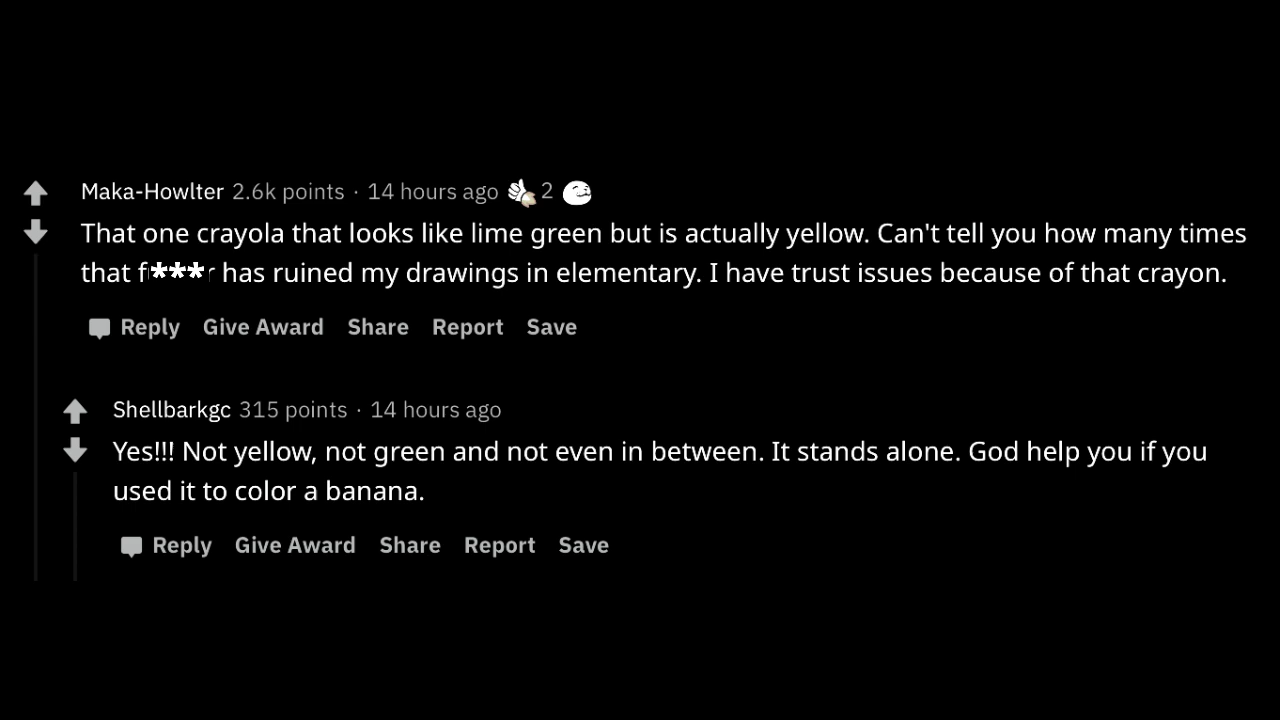 Maka-Howlter 2.6k points · 14 hours ago 2
That one crayola that looks like lime green but is actually yellow. Can't tell you how many times
that f***r has ruined my drawings in elementary. I have trust issues because of that crayon.
Reply Give Award Share Report Save
Shellbarkgc 315 points · 14 hours ago
Yes!!! Not yellow, not green and not even in between. It stands alone. God help you if you
used it to color a banana.
Reply Give Award Share Report Save